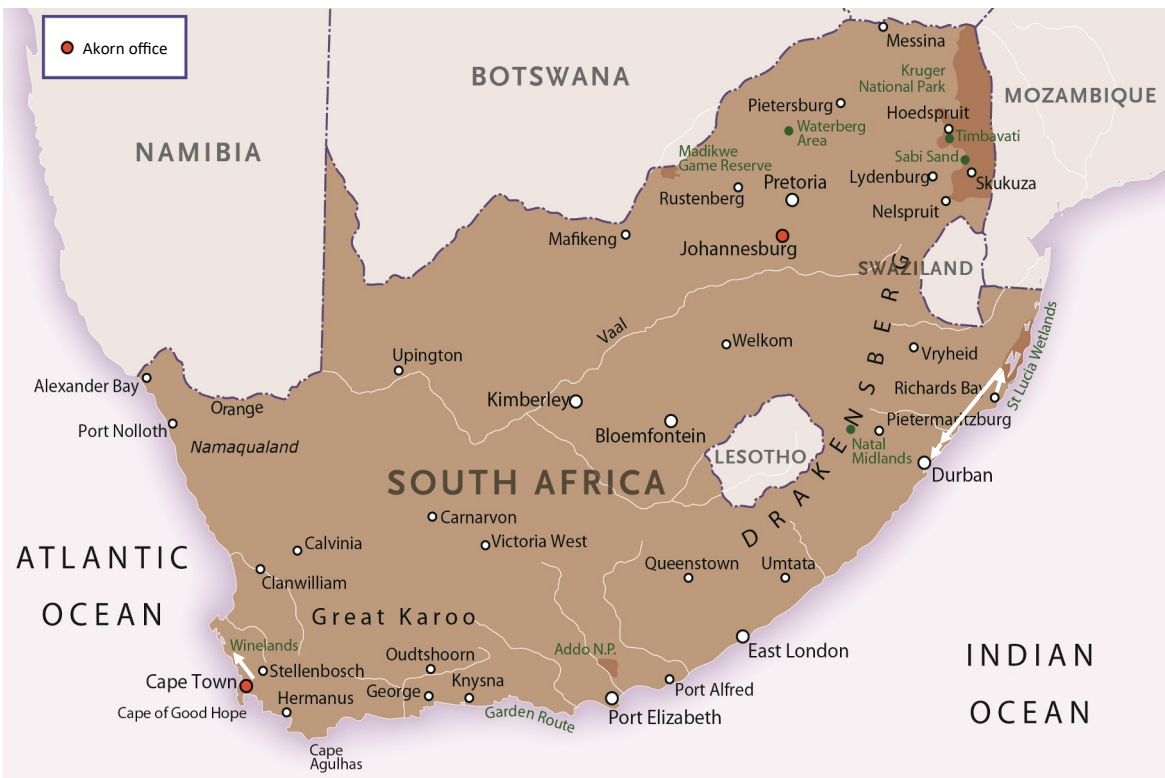 Akorn office
Messina
BOTSWANA
Kruger
National Park
MOZAMBIQUE
Pietersburg
Hoedspruit
Waterberg
Area
Timbavati
NAMIBIA
Madikwe
Game Reserve
Sabi Sand
Pretoria
Lydenburg
Skukuza
Rustenberg
Nelspruit
Mafikeng
Johannesburg
SWAZILAND
Vaal
Welkom
Vryheid
St Lucia Wetlands
Upington
Alexander Bay
Richards Bay
Orange
Kimberley
Port Nolloth
Pietermaritzburg
Bloemfontein
Namaqualand
Natal
Midlands
LESOTHO
DRAKENSBERG
Durban
SOUTH AFRICA
Carnarvon
Calvinia
Victoria West
ATLANTIC
OCEAN
Queenstown
Umtata
Clanwilliam
Great Karoo
Winelands
Addo N.P.
East London
INDIAN
OCEAN
Oudtshoorn
Stellenbosch
Cape Town
Knysna
Port Alfred
Hermanus
George
Cape of Good Hope
Garden Route
Port Elizabeth
Cape
Agulhas